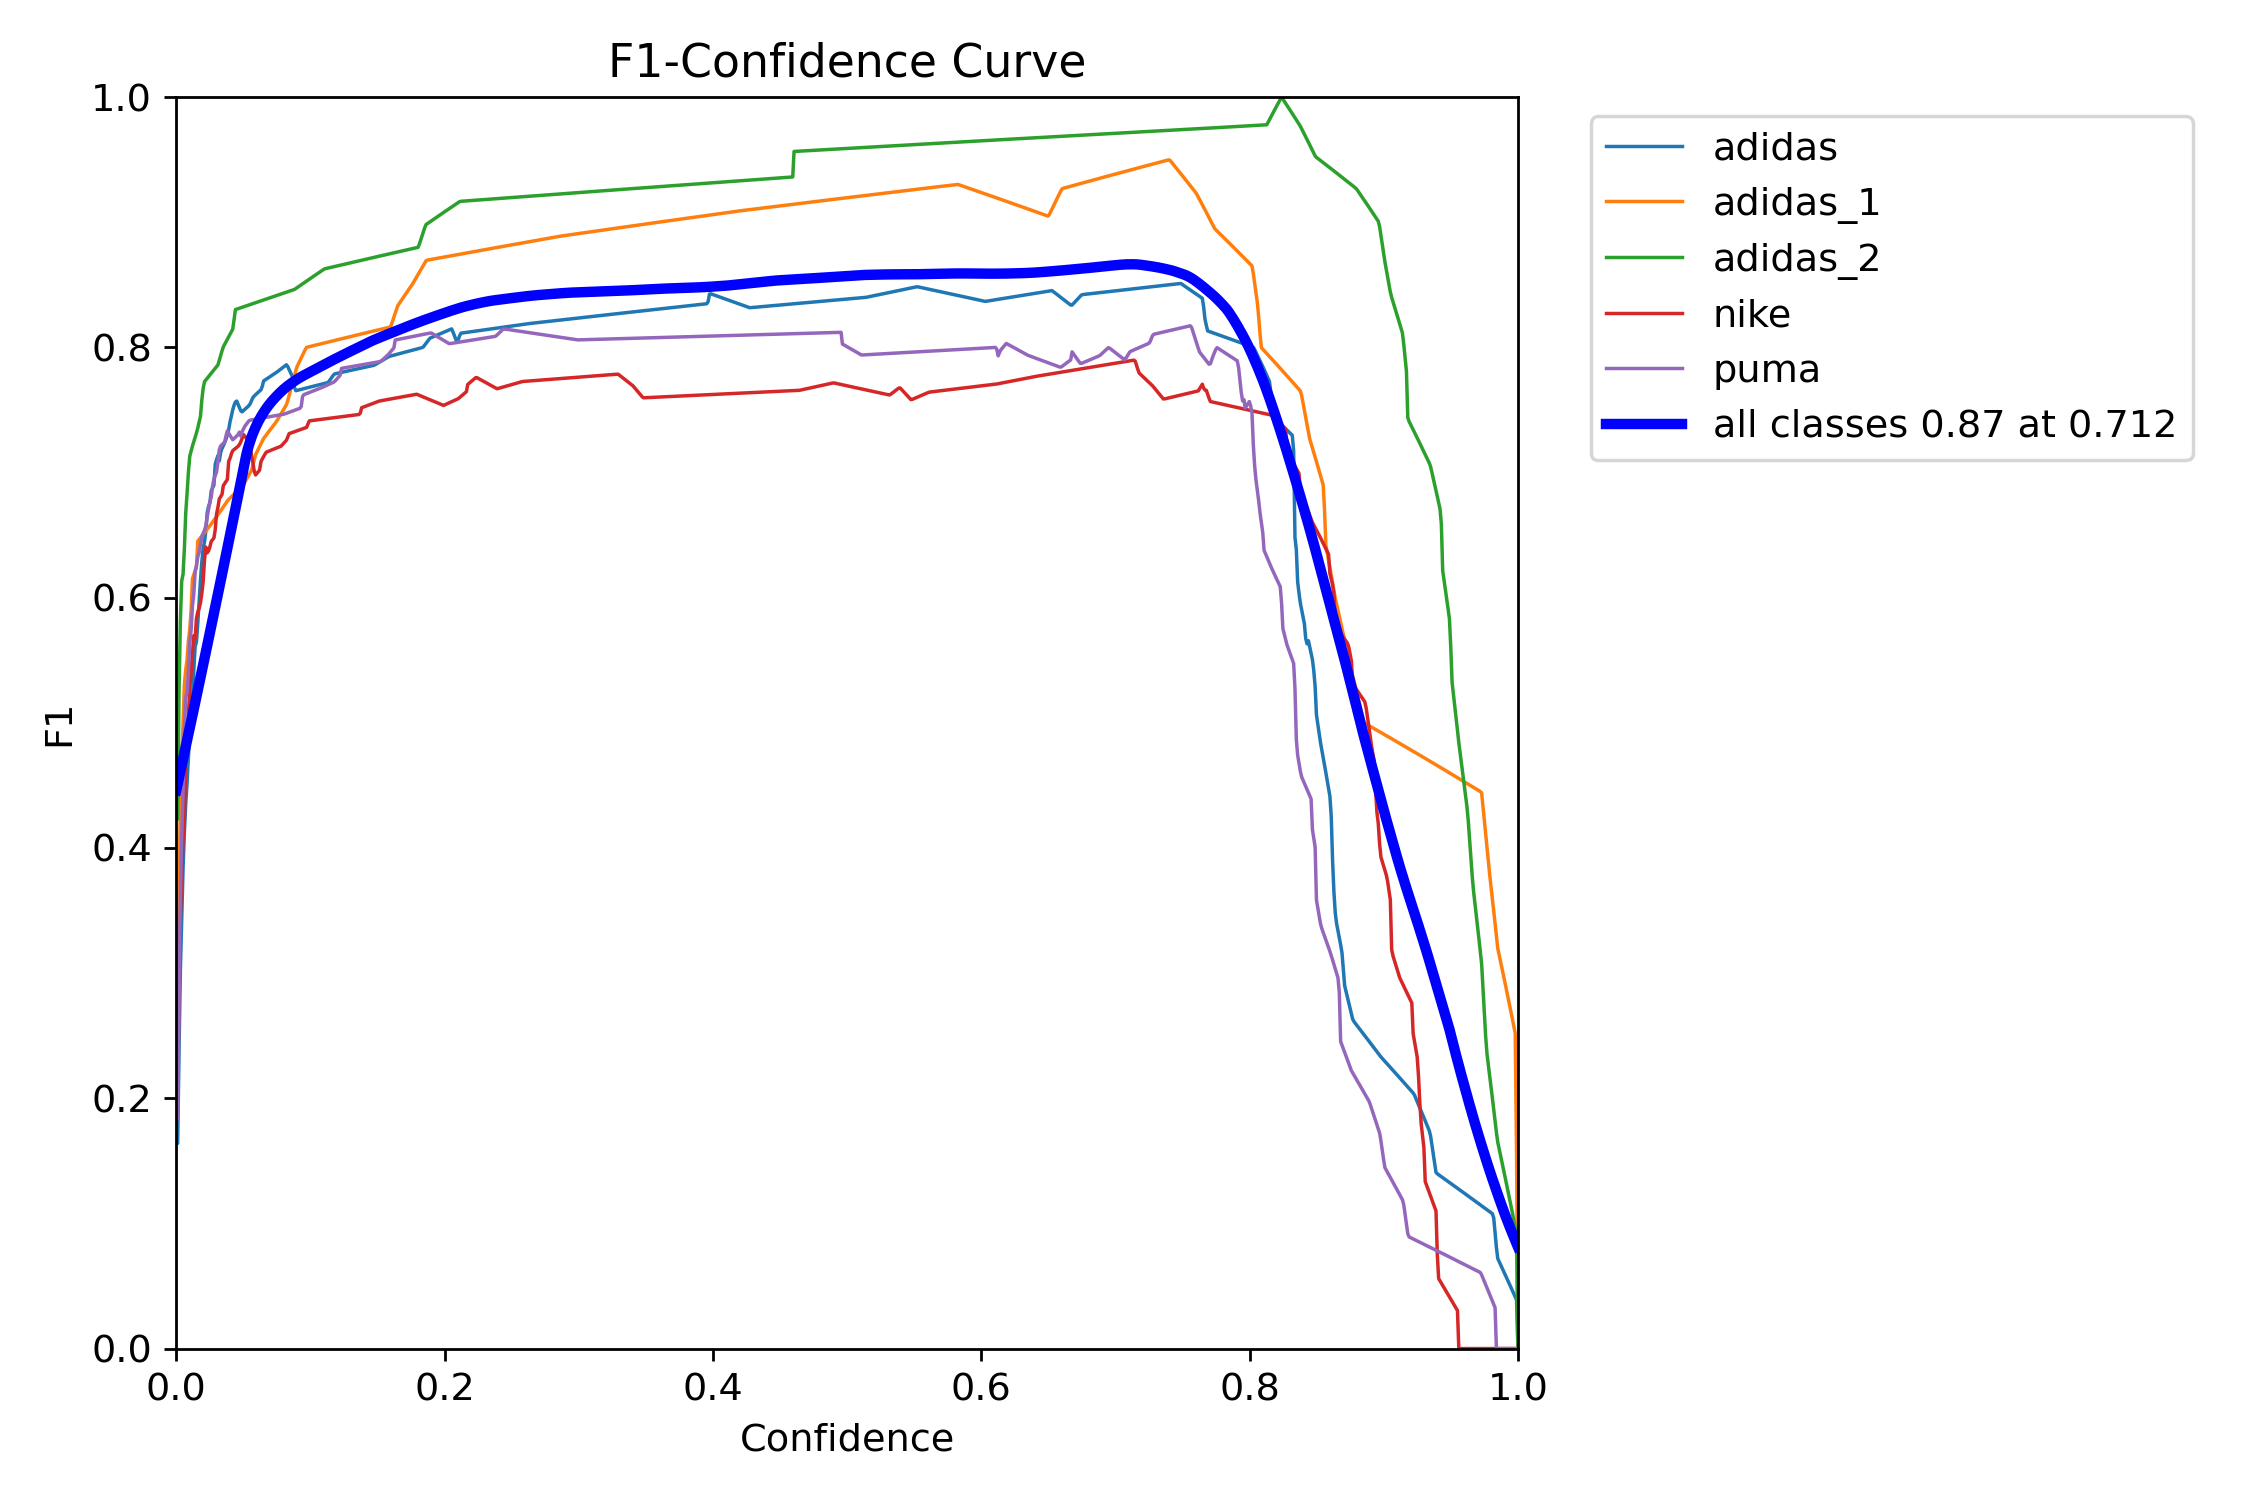 F1-Confidence Curve
1.0
0.8
0.6
0.4
0.2
0.0
F1
0.0 0.2 0.4 0.6 0.8 1.0
Confidence
adidas
adidas_1
adidas_2
nike
puma
all classes 0.87 at 0.712